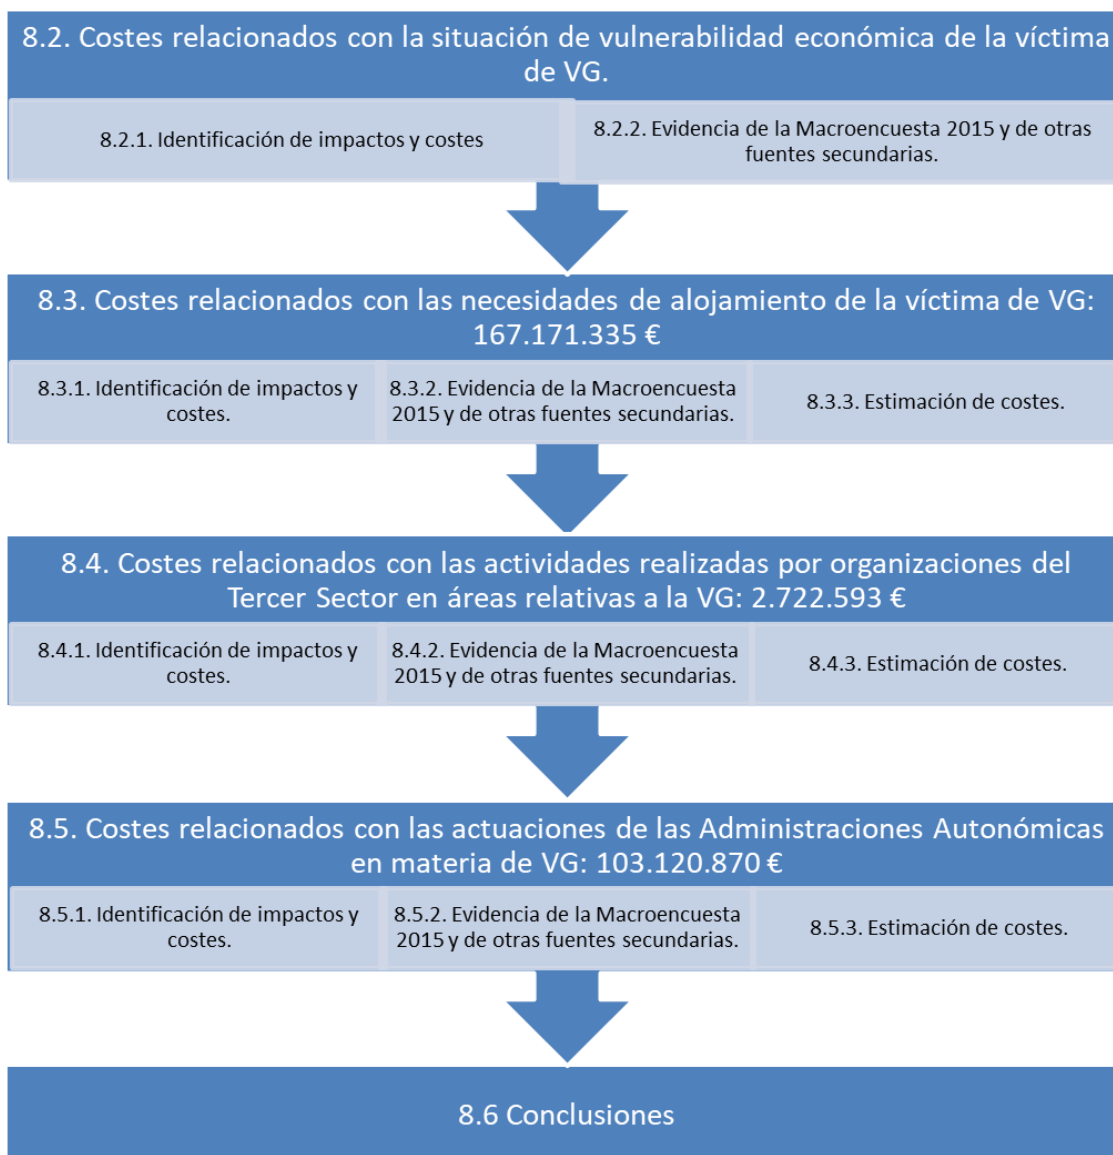 8.2. Costes relacionados con la situación de vulnerabilidad económica de la víctima
de VG.
8.2.1. Identificación de impactos y costes
8.2.2. Evidencia de la Macroencuesta 2015 y de otras
fuentes secundarias.
8.3. Costes relacionados con las necesidades de alojamiento de la víctima de VG:
167.171.335 €
8.3.1. Identificación de impactos y
costes.
8.3.2. Evidencia de la Macroencuesta
2015 y de otras fuentes secundarias.
8.3.3. Estimación de costes.
8.4. Costes relacionados con las actividades realizadas por organizaciones del
Tercer Sector en áreas relativas a la VG: 2.722.593 €
8.4.1. Identificación de impactos y
costes.
8.4.2. Evidencia de la Macroencuesta
2015 y de otras fuentes secundarias.
8.4.3. Estimación de costes.
8.5. Costes relacionados con las actuaciones de las Administraciones Autonómicas
en materia de VG: 103.120.870 €
8.5.1. Identificación de impactos y
costes.
8.5.2. Evidencia de la Macroencuesta
2015 y de otras fuentes secundarias.
8.5.3. Estimación de costes.
8.6 Conclusiones